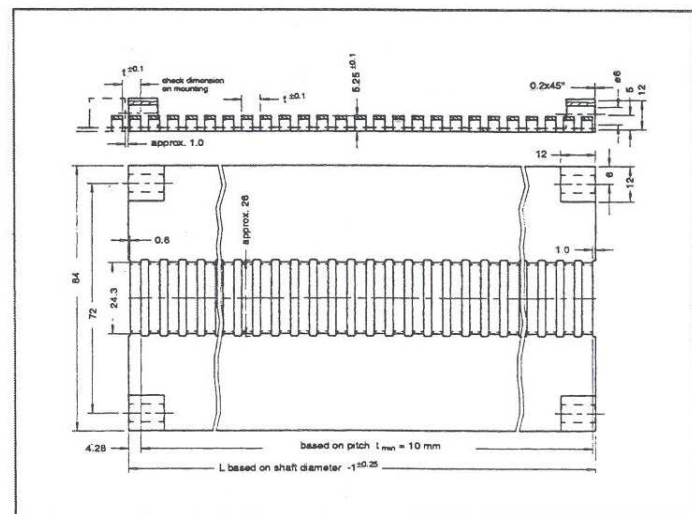 t ±0.1
check dimension
on mounting
t ±0.1
5.25 ±0.1
0.2x45°
ø6
5
12
approx. 1.0
12
6
12
0.6
approx. 26
1.0
84
72
24.3
4.28
based on pitch t min = 10 mm
L based on shaft diameter -1 ±0.25